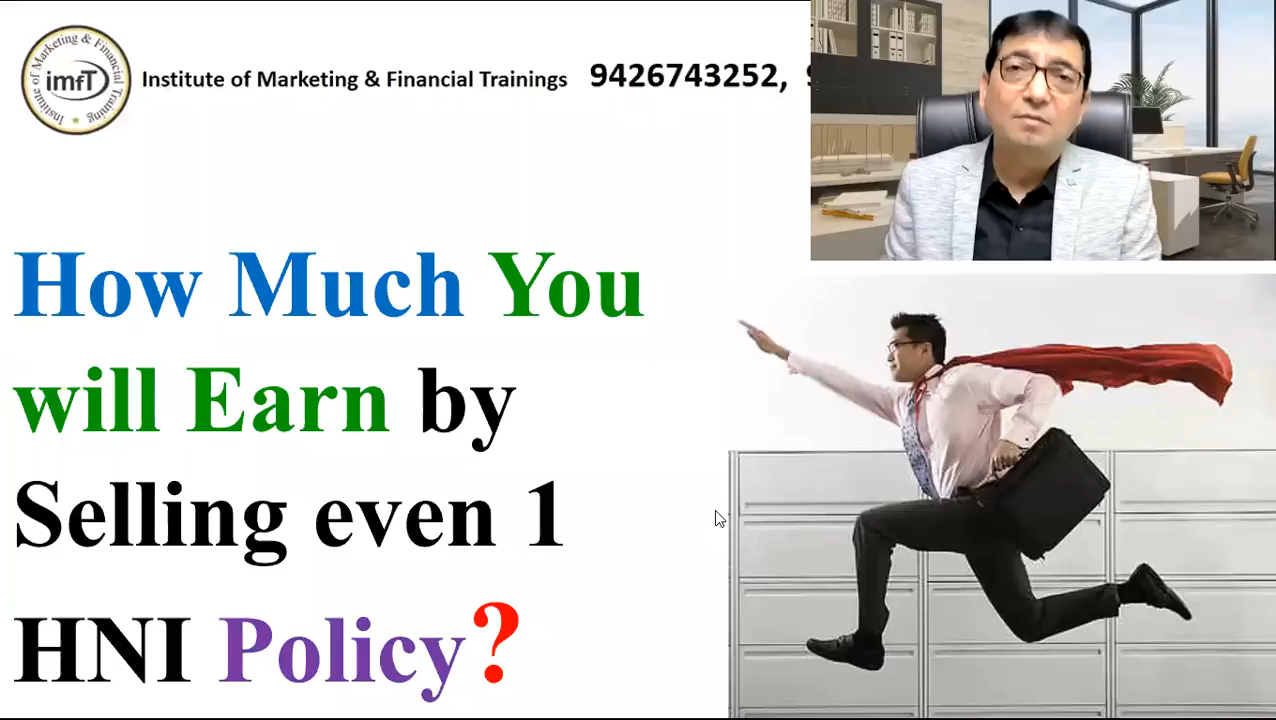 Institute of Marketing & Financial Training
imfT
Institute of Marketing & Financial Trainings 9426743252,
How Much You
will Earn by
Selling even 1
HNI Policy?